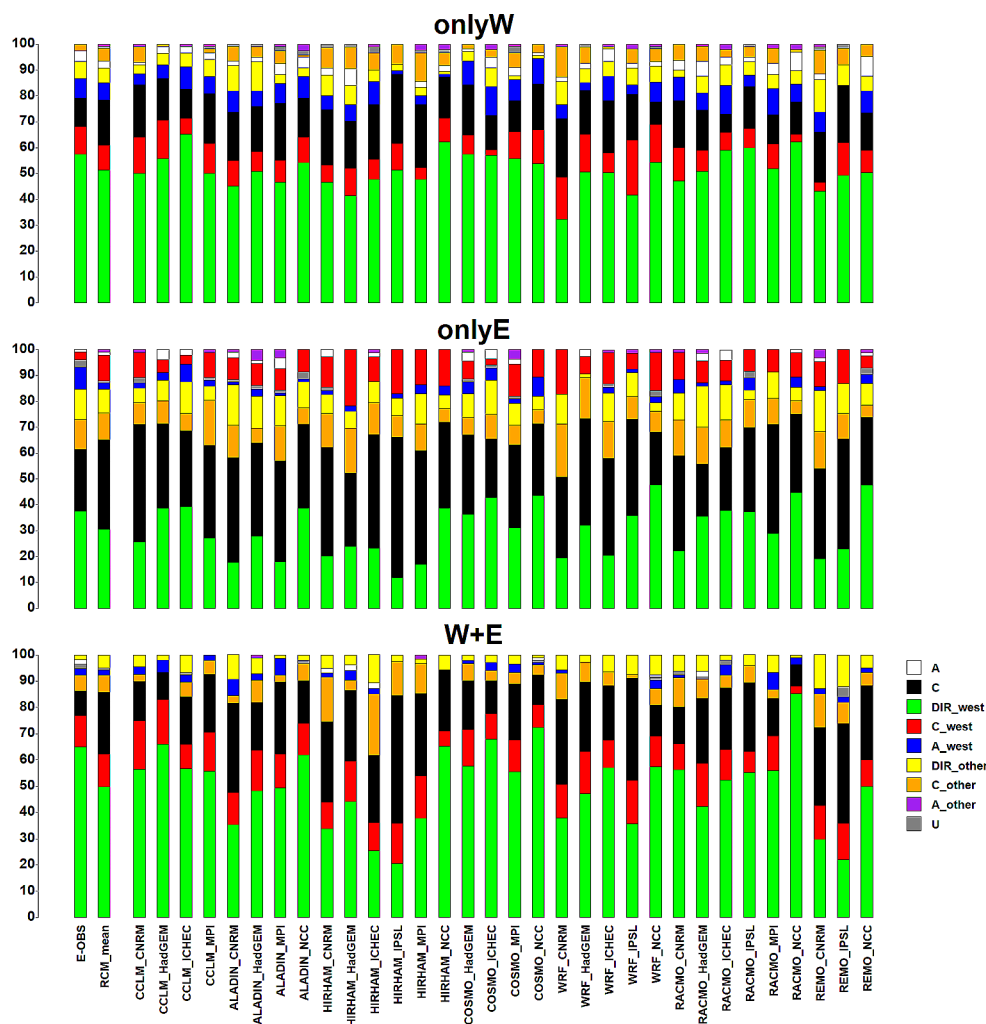 onlyW
100
90
80
70
60
50
40
30
20
10
0
onlyE
100
90
80
70
60
50
40
30
20
10
0
W+E
100
90
80
70
60
50
40
30
20
10
0
A
C
DIR_west
C_west
A_west
DIR_other
C_other
A_other
U
E-OBS
RCM_mean
CCLM_CNRM
CCLM_HadGEM
CCLM_ICHEC
CCLM_MPI
ALADIN_CNRM
ALADIN_HadGEM
ALADIN_MPI
ALADIN_NCC
HIRHAM_CNRM
HIRHAM_HadGEM
HIRHAM_ICHEC
HIRHAM_IPSL
HIRHAM_MPI
HIRHAM_NCC
COSMO_HadGEM
COSMO_ICHEC
COSMO_MPI
COSMO_NCC
WRF_CNRM
WRF_HadGEM
WRF_ICHEC
WRF_IPSL
WRF_NCC
RACMO_CNRM
RACMO_HadGEM
RACMO_ICHEC
RACMO_IPSL
RACMO_MPI
RACMO_NCC
REMO_CNRM
REMO_IPSL
REMO_NCC